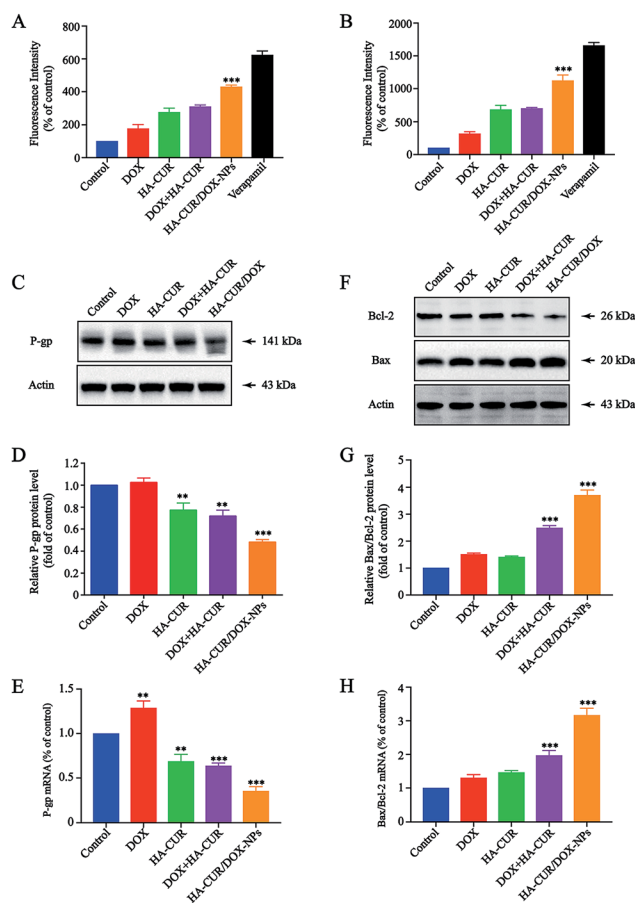 A
Fluorescence Intensity
(% of control)
800
600
400
200
0
***
Control
DOX
HA-CUR
DOX+HA-CUR
HA-CUR/DOX-NPs
Verapamil
B
Fluorescence Intensity
(% of control)
2000
1500
1000
500
0
***
Control
DOX
HA-CUR
DOX+HA-CUR
HA-CUR/DOX-NPs
Verapamil
C
Control
DOX
HA-CUR
DOX+HA-CUR
HA-CUR/DOX
P-gp
141 kDa
Actin
43 kDa
F
Control
DOX
HA-CUR
DOX+HA-CUR
HA-CUR/DOX
Bcl-2
26 kDa
Bax
20 kDa
Actin
43 kDa
D
Relative P-gp protein level
(fold of control)
1.2
1.0
0.8
0.6
0.4
0.2
0
**
**
***
Control
DOX
HA-CUR
DOX+HA-CUR
HA-CUR/DOX-NPs
G
Relative Bax/Bcl-2 protein level
(fold of control)
5
4
3
2
1
0
***
***
Control
DOX
HA-CUR
DOX+HA-CUR
HA-CUR/DOX-NPs
E
P-gp mRNA (% of control)
1.5
1.0
0.5
0.0
**
**
***
***
Control
DOX
HA-CUR
DOX+HA-CUR
HA-CUR/DOX-NPs
H
Bax/Bcl-2 mRNA (% of control)
4
3
2
1
0
***
***
Control
DOX
HA-CUR
DOX+HA-CUR
HA-CUR/DOX-NPs